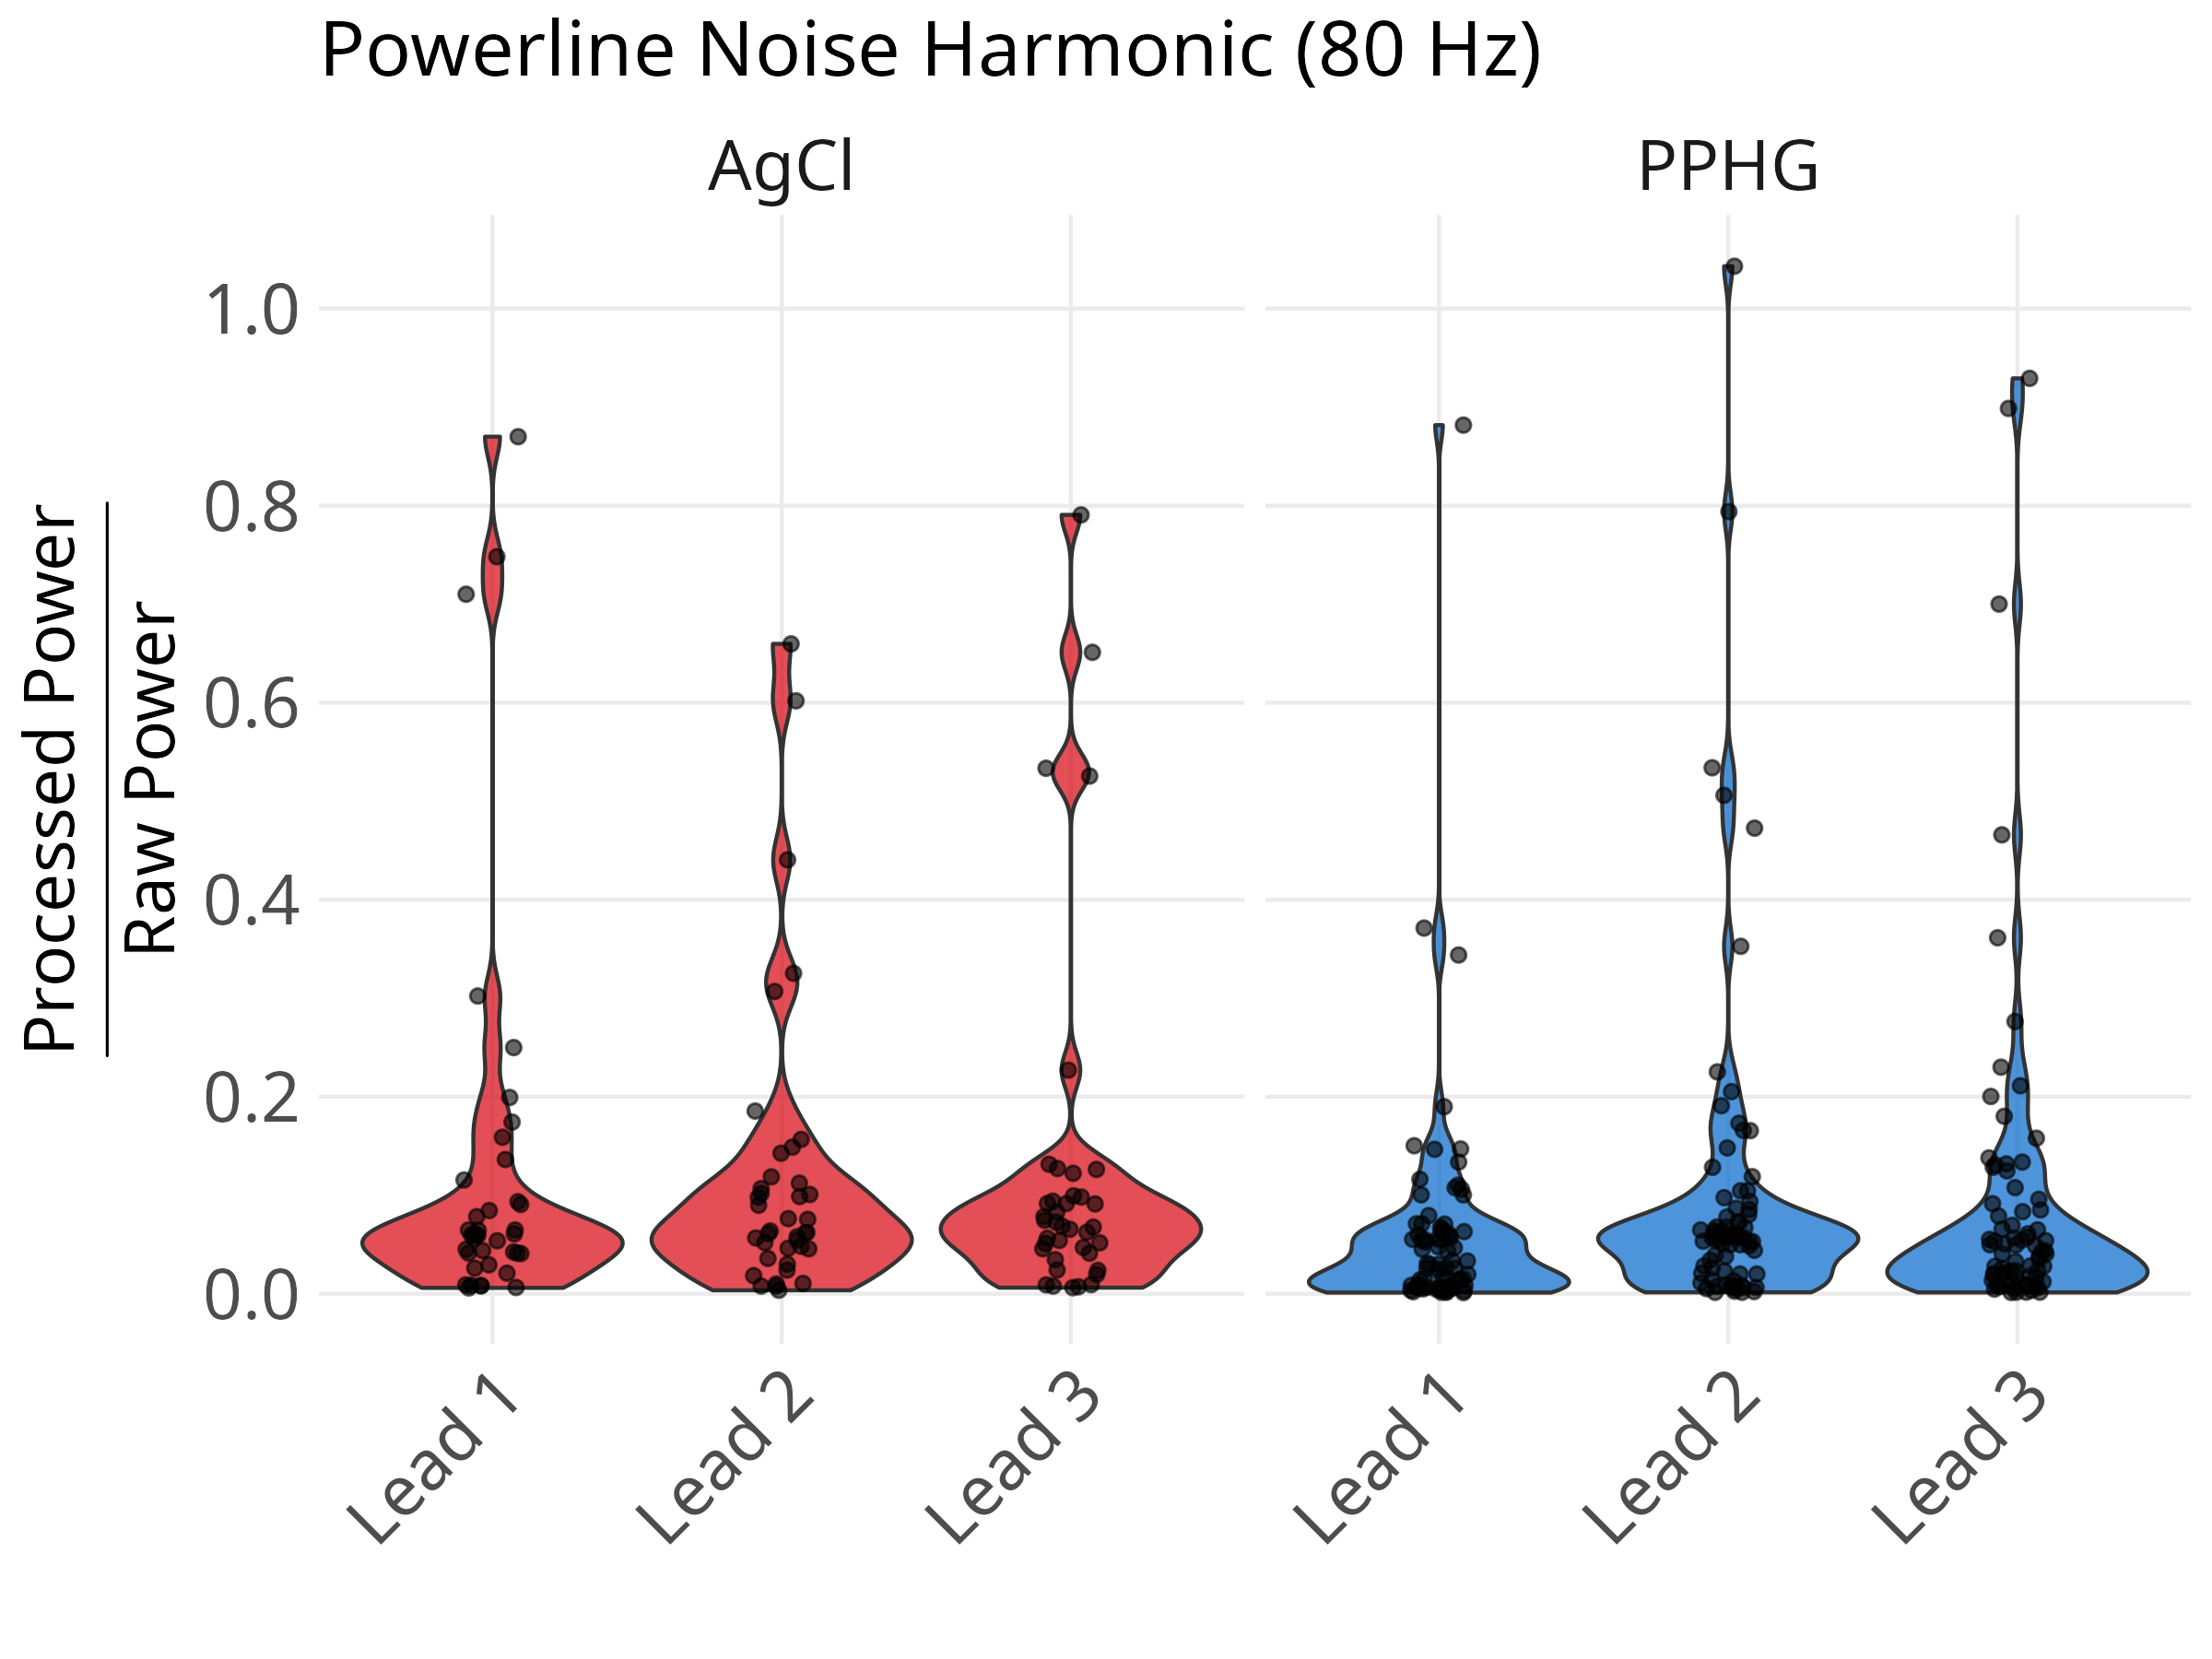 Powerline Noise Harmonic (80 Hz)
AgCl
PPHG
Processed Power
Raw Power
1.0
0.8
0.6
0.4
0.2
0.0
Lead 1
Lead 2
Lead 3
Lead 1
Lead 2
Lead 3